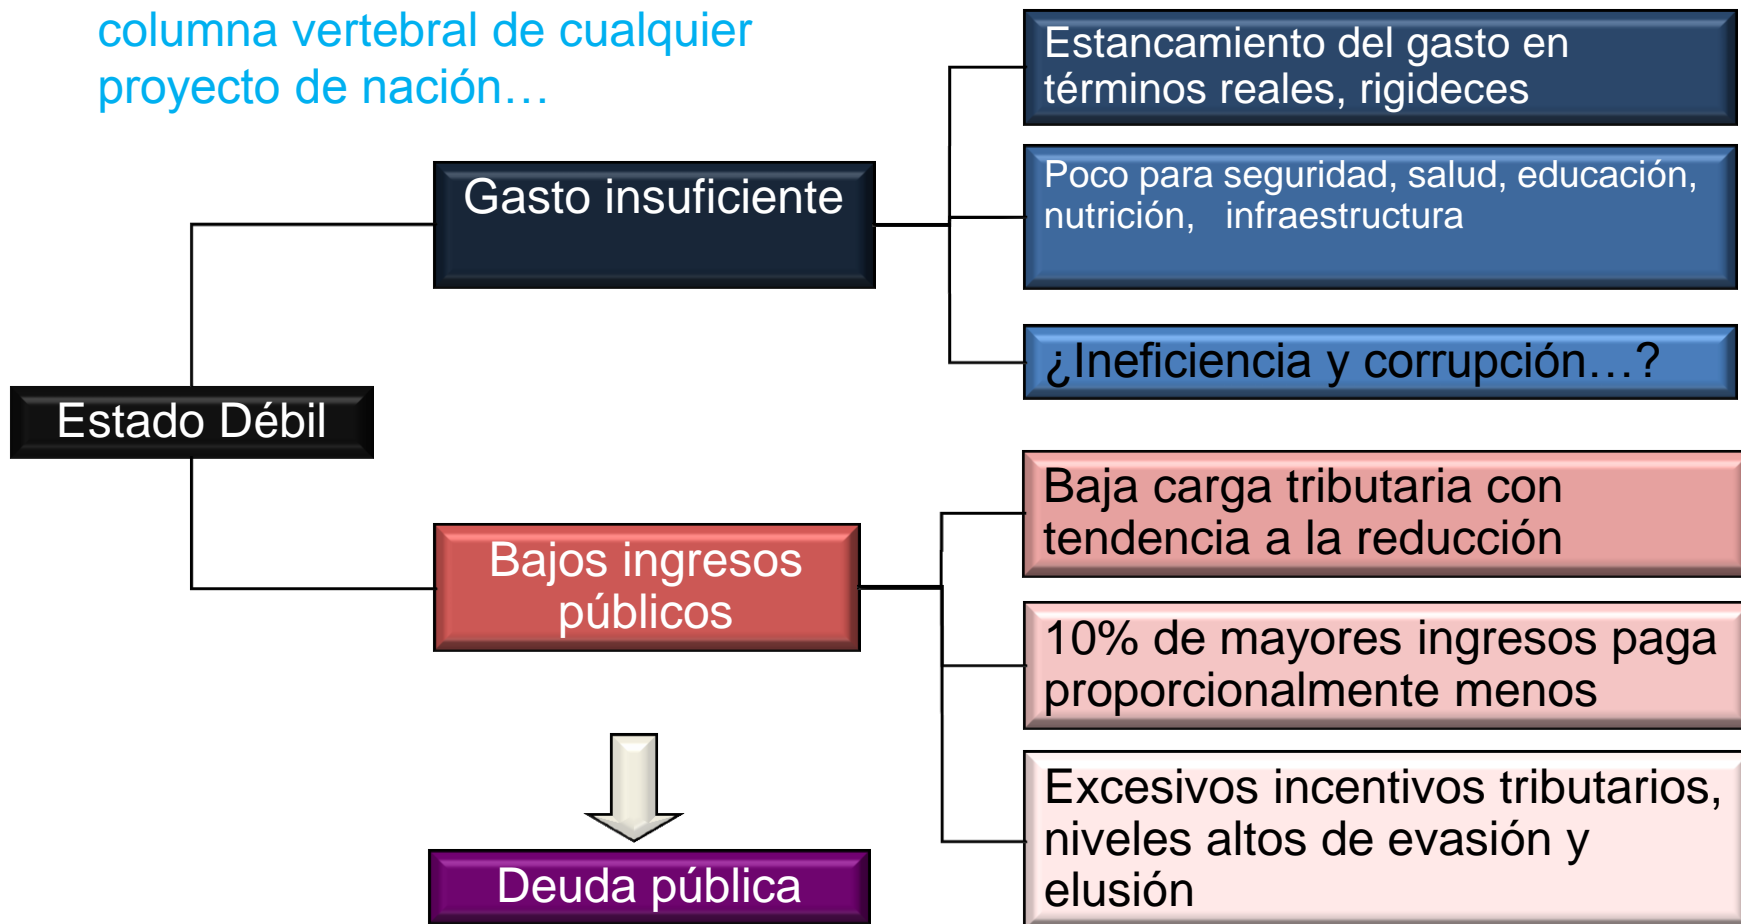 columna vertebral de cualquier
proyecto de nación…
Estancamiento del gasto en
términos reales, rigideces
Gasto insuficiente
Poco para seguridad, salud, educación,
nutrición, infraestructura
¿Ineficiencia y corrupción…?
Estado Débil
Baja carga tributaria con
tendencia a la reducción
Bajos ingresos
públicos
10% de mayores ingresos paga
proporcionalmente menos
Excesivos incentivos tributarios,
niveles altos de evasión y
elusión
Deuda pública